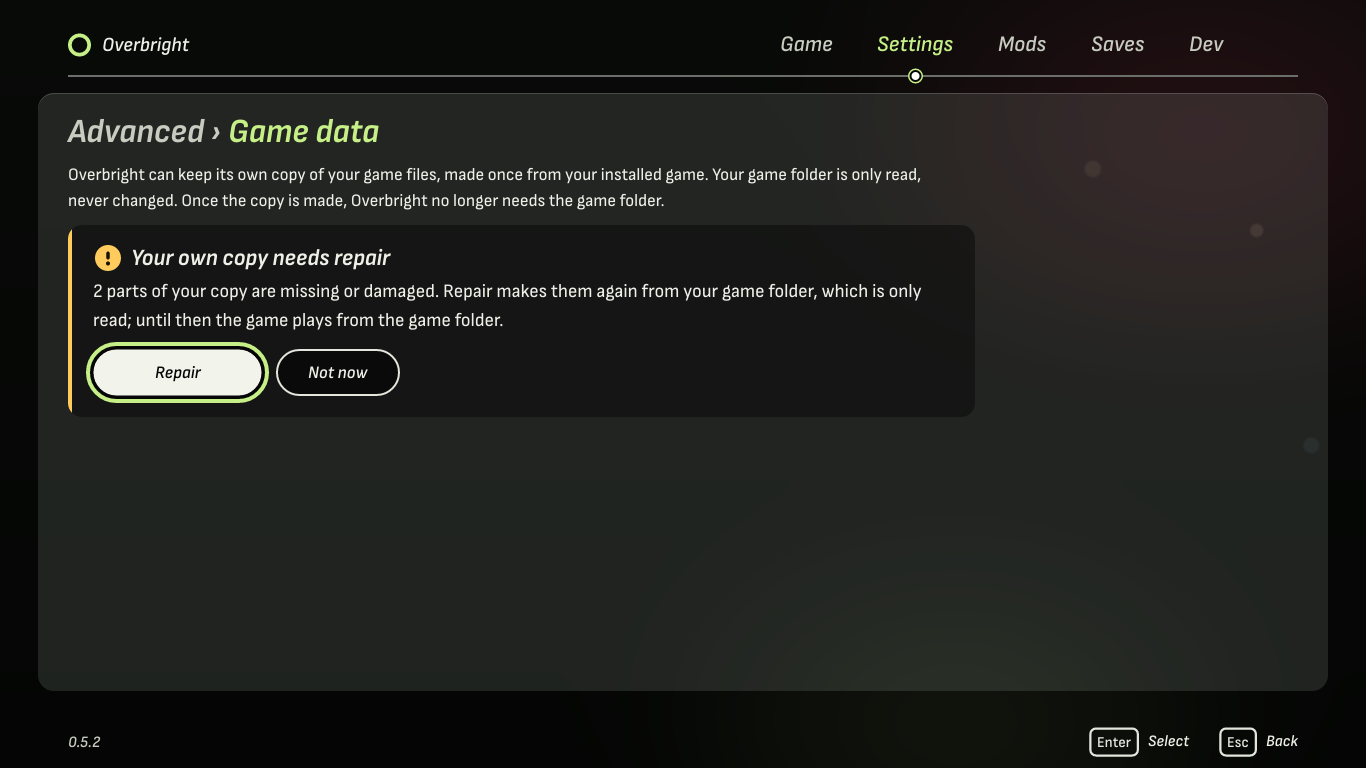 Overbright
Game Settings Mods Saves Dev
Advanced › Game data
Overbright can keep its own copy of your game files, made once from your installed game. Your game folder is only read,
never changed. Once the copy is made, Overbright no longer needs the game folder.
Your own copy needs repair
2 parts of your copy are missing or damaged. Repair makes them again from your game folder, which is only
read; until then the game plays from the game folder.
Repair Not now
0.5.2
Enter Select Esc Back